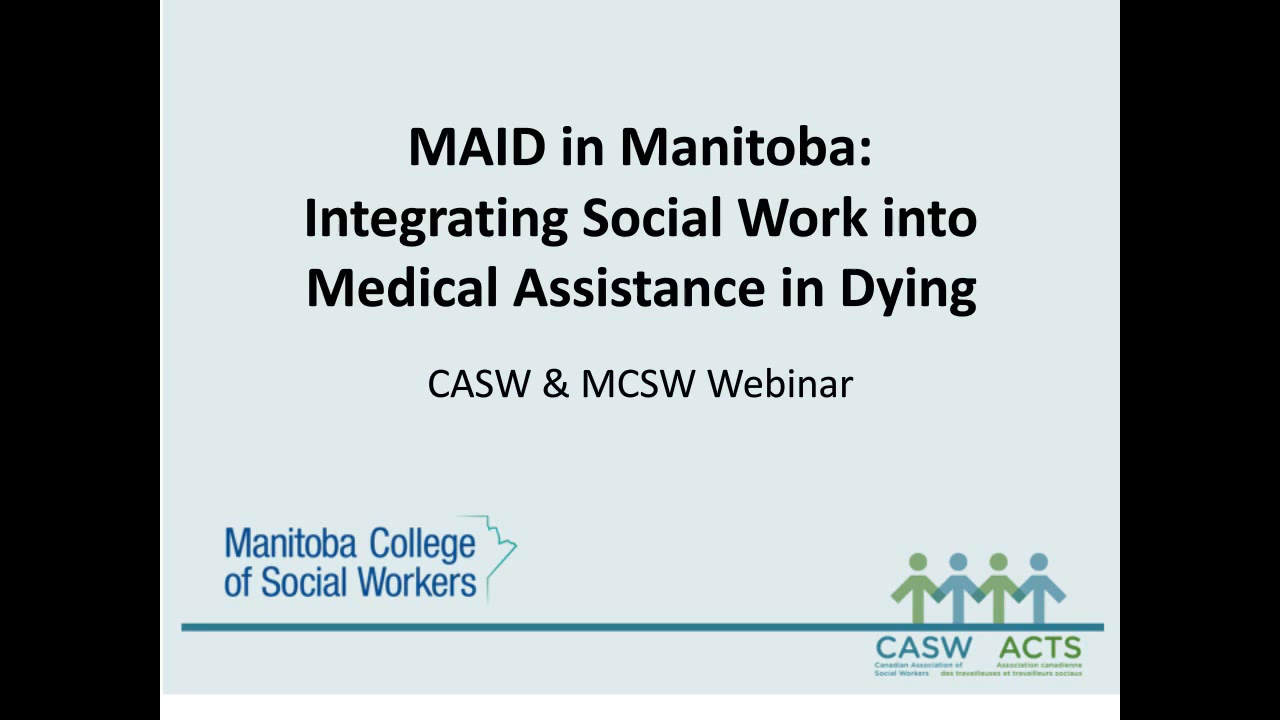 MAID in Manitoba:
Integrating Social Work into
Medical Assistance in Dying
CASW & MCSW Webinar
Manitoba College
of Social Workers
CASW ACTS
Canadian Association of Association canadienne
Social Workers des travailleuses et travailleurs sociaux